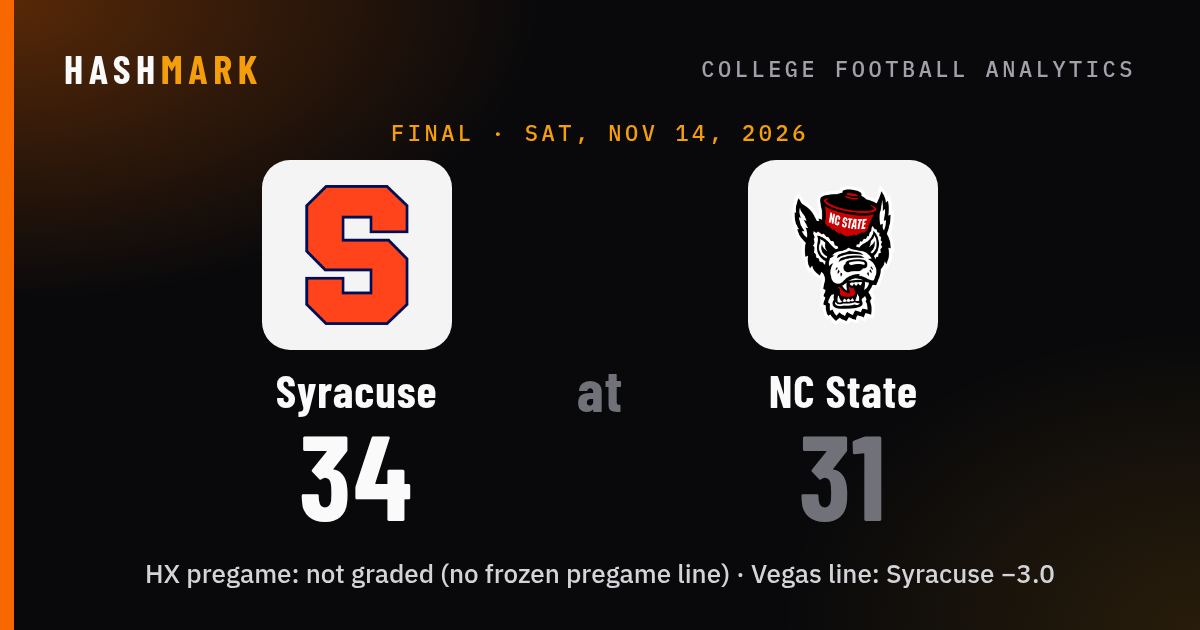 HASHMARK
COLLEGE FOOTBALL ANALYTICS
FINAL · SAT, NOV 14, 2026
S
NC STATE
Syracuse
at
NC State
34
31
HX pregame: not graded (no frozen pregame line) · Vegas line: Syracuse −3.0